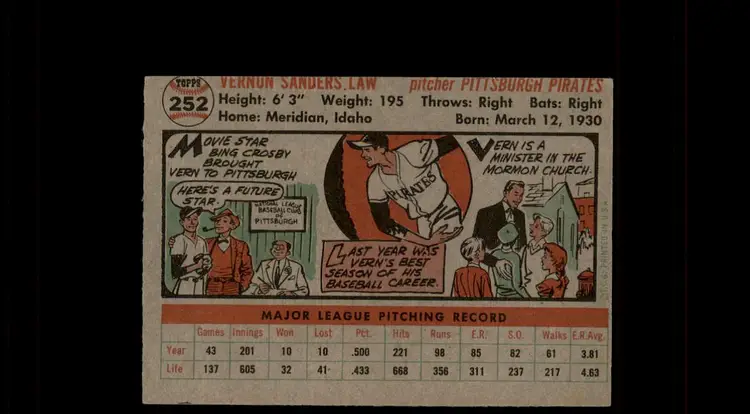 TOPPS
252
VERNON SANDERS LAW pitcher PITTSBURGH PIRATES
Height: 6' 3" Weight: 195 Throws: Right Bats: Right
Home: Meridian, Idaho Born: March 12, 1930
MOVIE STAR
BING CROSBY
BROUGHT
VERN TO PITTSBURGH
HERE'S A FUTURE
STAR.
NATIONAL LEAGUE
BASEBALL CLUB
OF
PITTSBURGH
PIRATES
LAST YEAR WAS
VERN'S BEST
SEASON OF HIS
BASEBALL CAREER.
VERN IS A
MINISTER IN THE
MORMON CHURCH.
T.C.G. PRINTED IN U.S.A.
MAJOR LEAGUE PITCHING RECORD
Games Innings Won Lost Pct. Hits Runs E.R. S.O. Walks E.R.Avg.
Year 43 201 10 10 .500 221 98 85 82 61 3.81
Life 137 605 32 41 .433 668 356 311 237 217 4.63